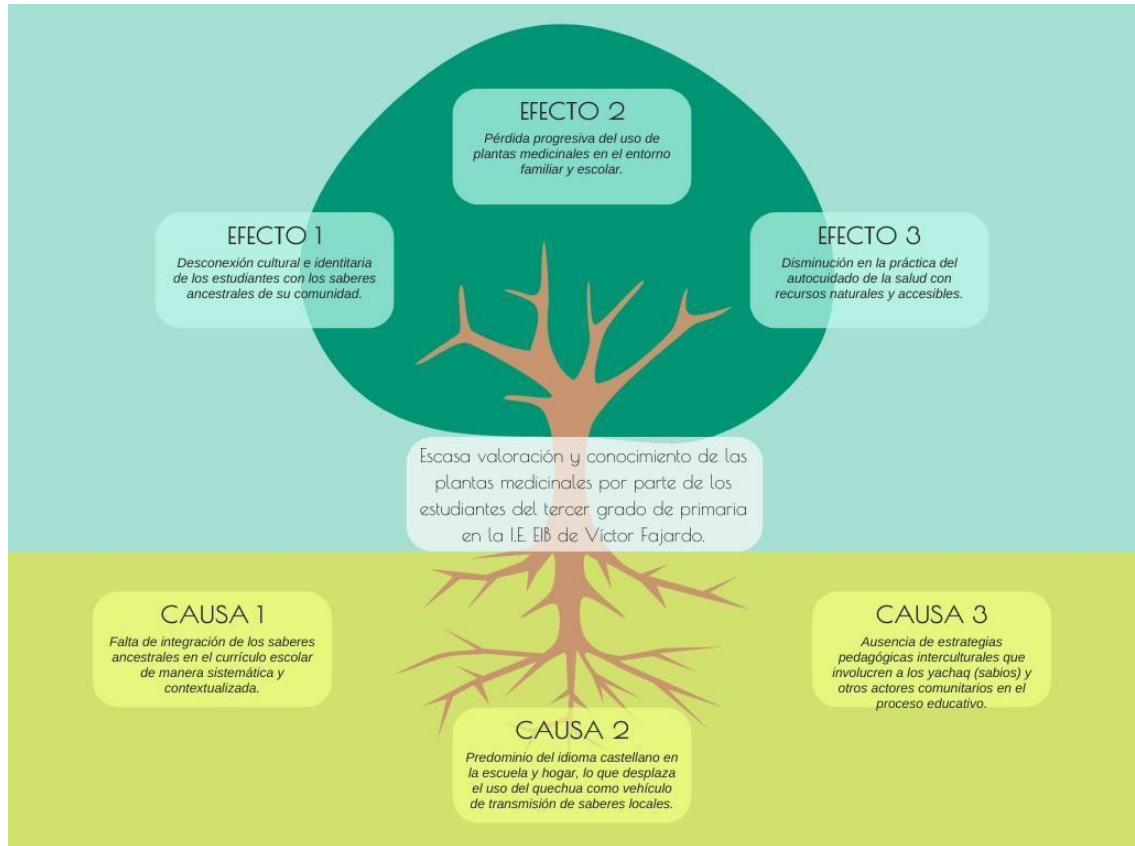 EFECTO 2
Pérdida progresiva del uso de
plantas medicinales en el entorno
familiar y escolar.
EFECTO 1
Desconexión cultural e identitaria
de los estudiantes con los saberes
ancestrales de su comunidad.
EFECTO 3
Disminución en la práctica del
autocuidado de la salud con
recursos naturales y accesibles.
Escasa valoración y conocimiento de las
plantas medicinales por parte de los
estudiantes del tercer grado de primaria
en la I.E. EIB de Víctor Fajardo.
CAUSA 1
Falta de integración de los saberes
ancestrales en el currículo escolar
de manera sistemática y
contextualizada.
CAUSA 3
Ausencia de estrategias
pedagógicas interculturales que
involucren a los yachaq (sabios) y
otros actores comunitarios en el
proceso educativo.
CAUSA 2
Predominio del idioma castellano en
la escuela y hogar, lo que desplaza
el uso del quechua como vehículo
de transmisión de saberes locales.